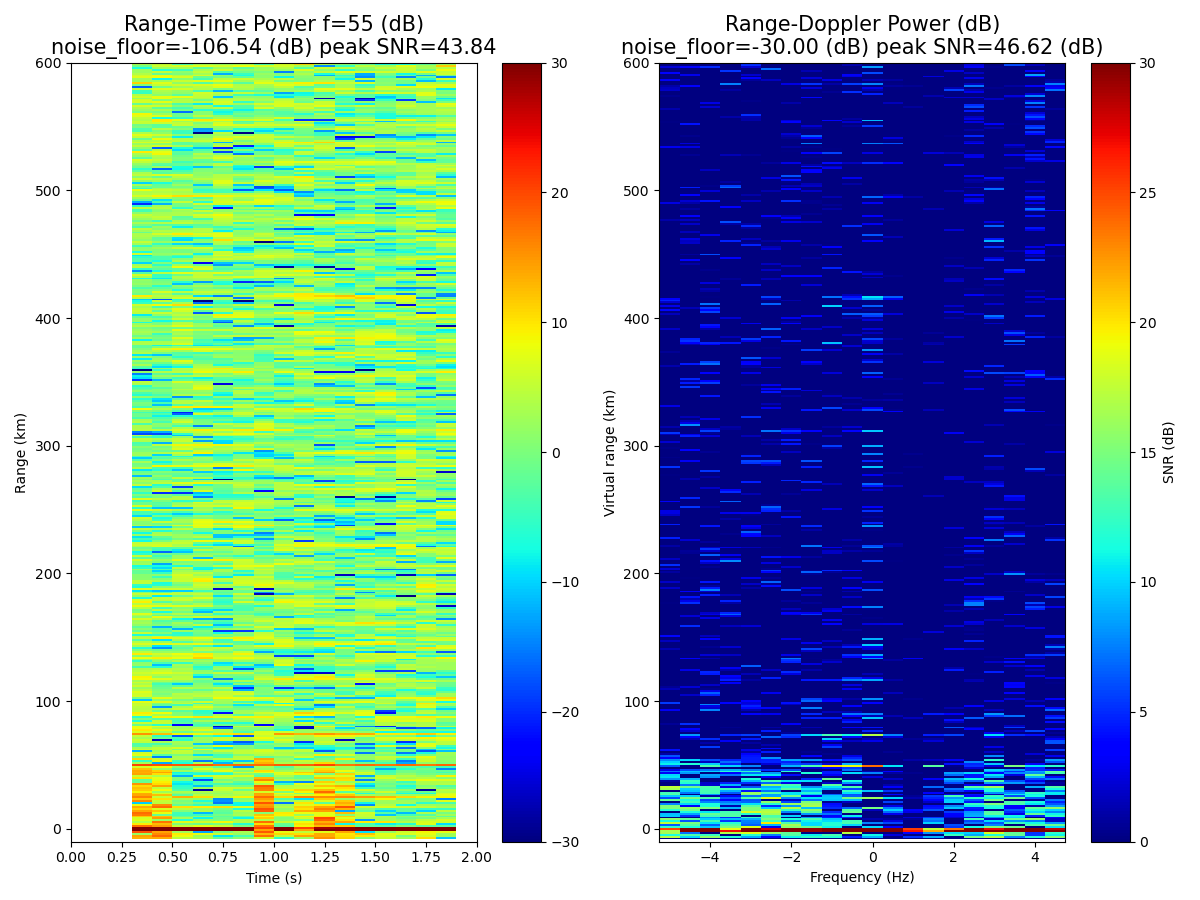 Range-Time Power f=55 (dB)
noise_floor=-106.54 (dB) peak SNR=43.84
Range (km)
600
500
400
300
200
100
0
0.00 0.25 0.50 0.75 1.00 1.25 1.50 1.75 2.00
Time (s)
30
20
10
0
−10
−20
−30
Range-Doppler Power (dB)
noise_floor=-30.00 (dB) peak SNR=46.62 (dB)
Virtual range (km)
600
500
400
300
200
100
0
−4 −2 0 2 4
Frequency (Hz)
30
25
20
15
10
5
0
SNR (dB)